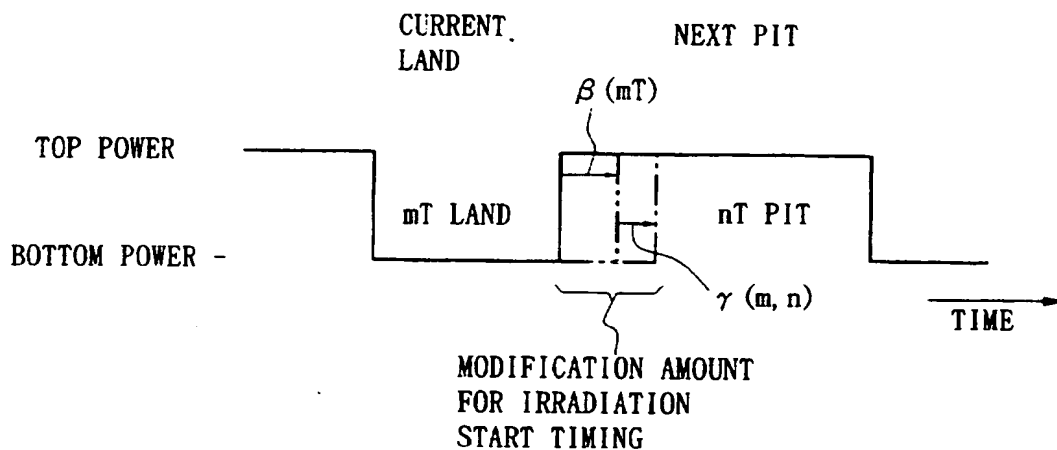 CURRENT.
LAND
NEXT PIT
β (mT)
TOP POWER
mT LAND
nT PIT
BOTTOM POWER -
γ (m, n)
TIME
MODIFICATION AMOUNT
FOR IRRADIATION
START TIMING